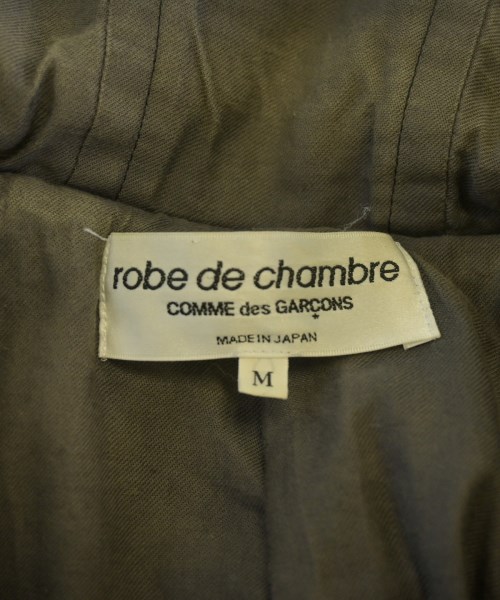 robe de chambre
COMME des GARÇONS
MADE IN JAPAN
M